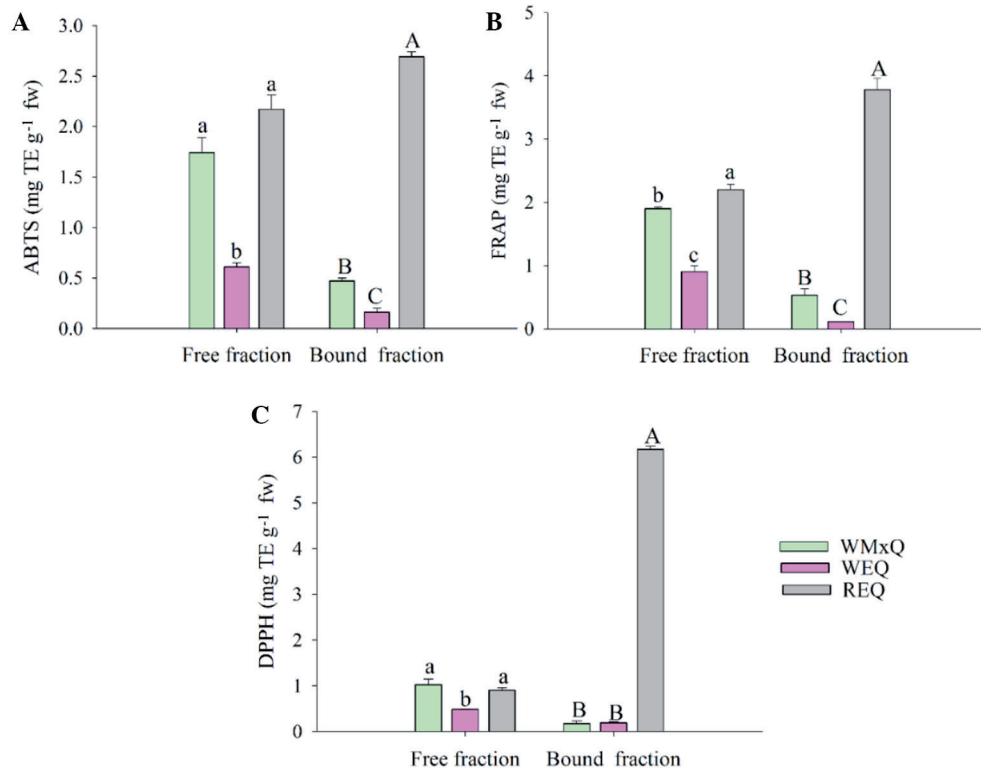 A
ABTS (mg TE g⁻¹ fw)
3.0
2.5
2.0
1.5
1.0
0.5
0.0
a
b
a
B
C
A
Free fraction
Bound fraction
B
FRAP (mg TE g⁻¹ fw)
5
4
3
2
1
0
b
c
a
B
C
A
Free fraction
Bound fraction
C
DPPH (mg TE g⁻¹ fw)
7
6
5
4
3
2
1
0
a
b
a
B
B
A
Free fraction
Bound fraction
WMxQ
WEQ
REQ